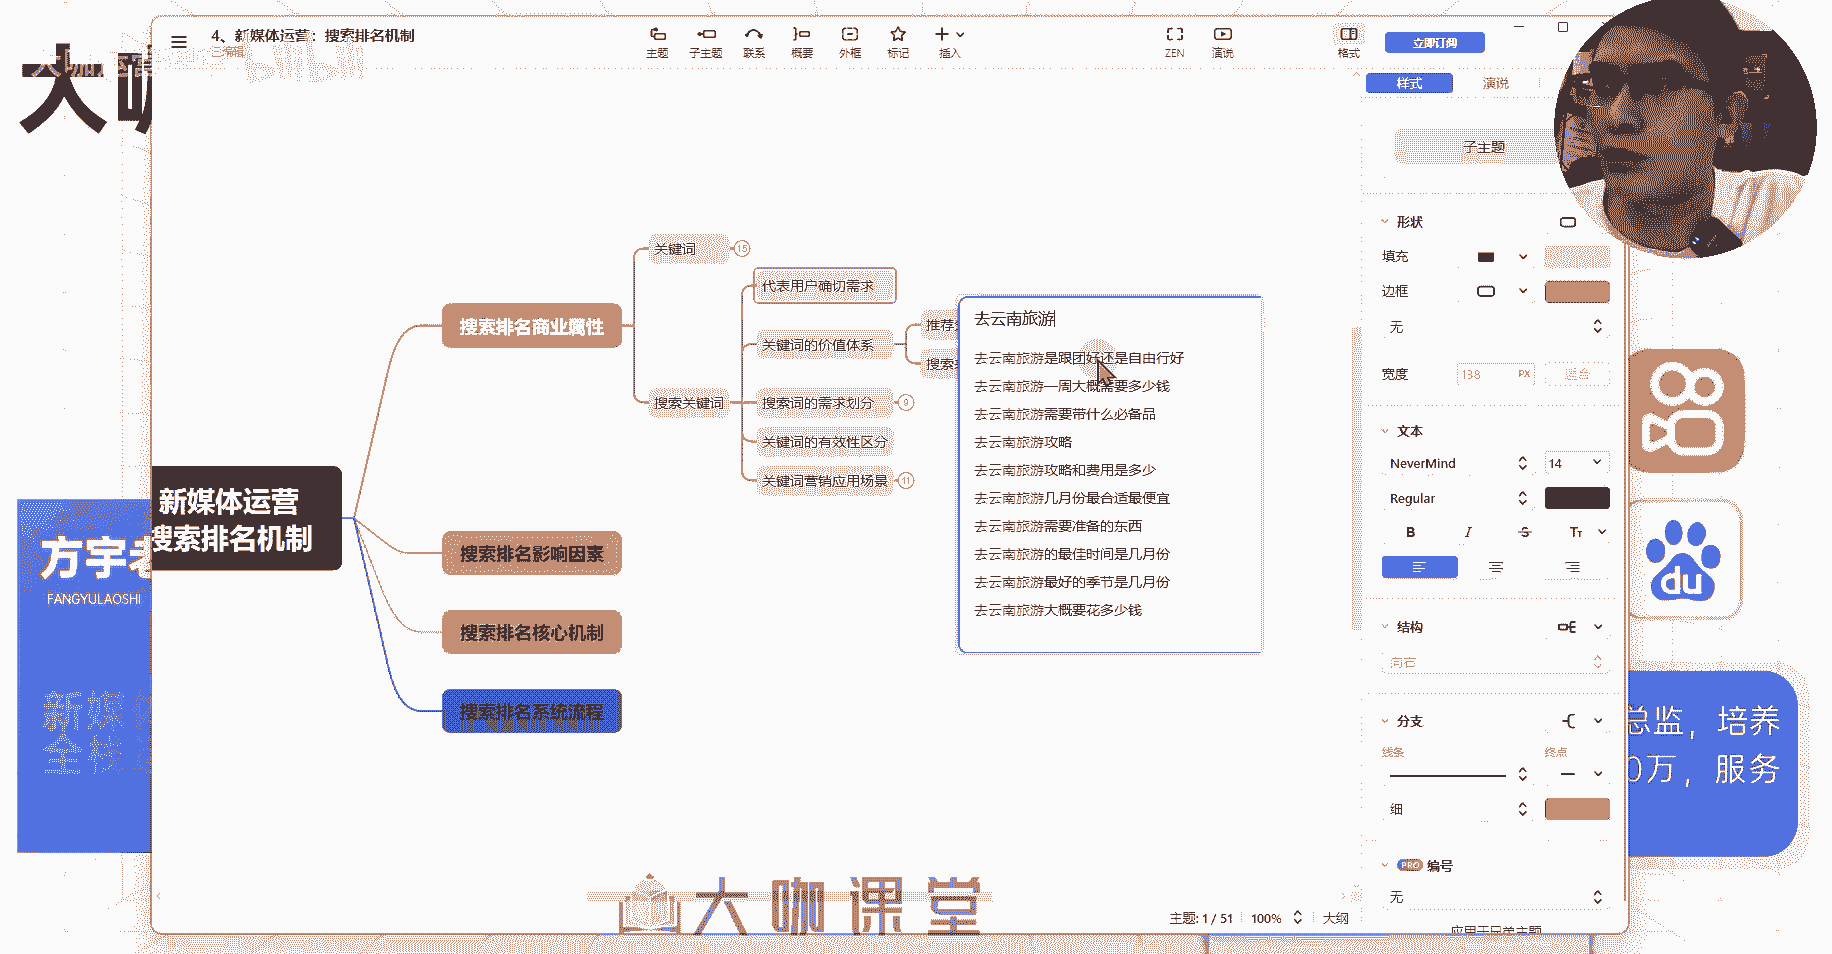 4、新媒体运营：搜索排名机制
已编辑
bilibili
主题
子主题
联系
概要
外框
标记
插入
ZEN
演说
格式
立即订阅
样式
演说
大咖
子主题
形状
填充
边框
无
宽度
138
PX
适合
文本
NeverMind
14
Regular
B
I
S
TT
结构
向右
分支
线条
终点
细
PRO
编号
无
关键词
15
代表用户确切需求
搜索排名商业属性
关键词的价值体系
推荐
搜索
搜索关键词
搜索词的需求划分
9
关键词的有效性区分
关键词营销应用场景
11
去云南旅游
去云南旅游是跟团好还是自由行好
去云南旅游一周大概需要多少钱
去云南旅游需要带什么必备品
去云南旅游攻略
去云南旅游攻略和费用是多少
去云南旅游几月份最合适最便宜
去云南旅游需要准备的东西
去云南旅游的最佳时间是几月份
去云南旅游最好的季节是几月份
去云南旅游大概要花多少钱
新媒体运营
搜索排名机制
搜索排名影响因素
搜索排名核心机制
搜索排名系统流程
方宇老
FANGYULAOSHI
新媒体
全栈
du
总监，培养
0万，服务
大咖课堂
主题: 1 / 51
100%
大纲
应用于兄弟主题